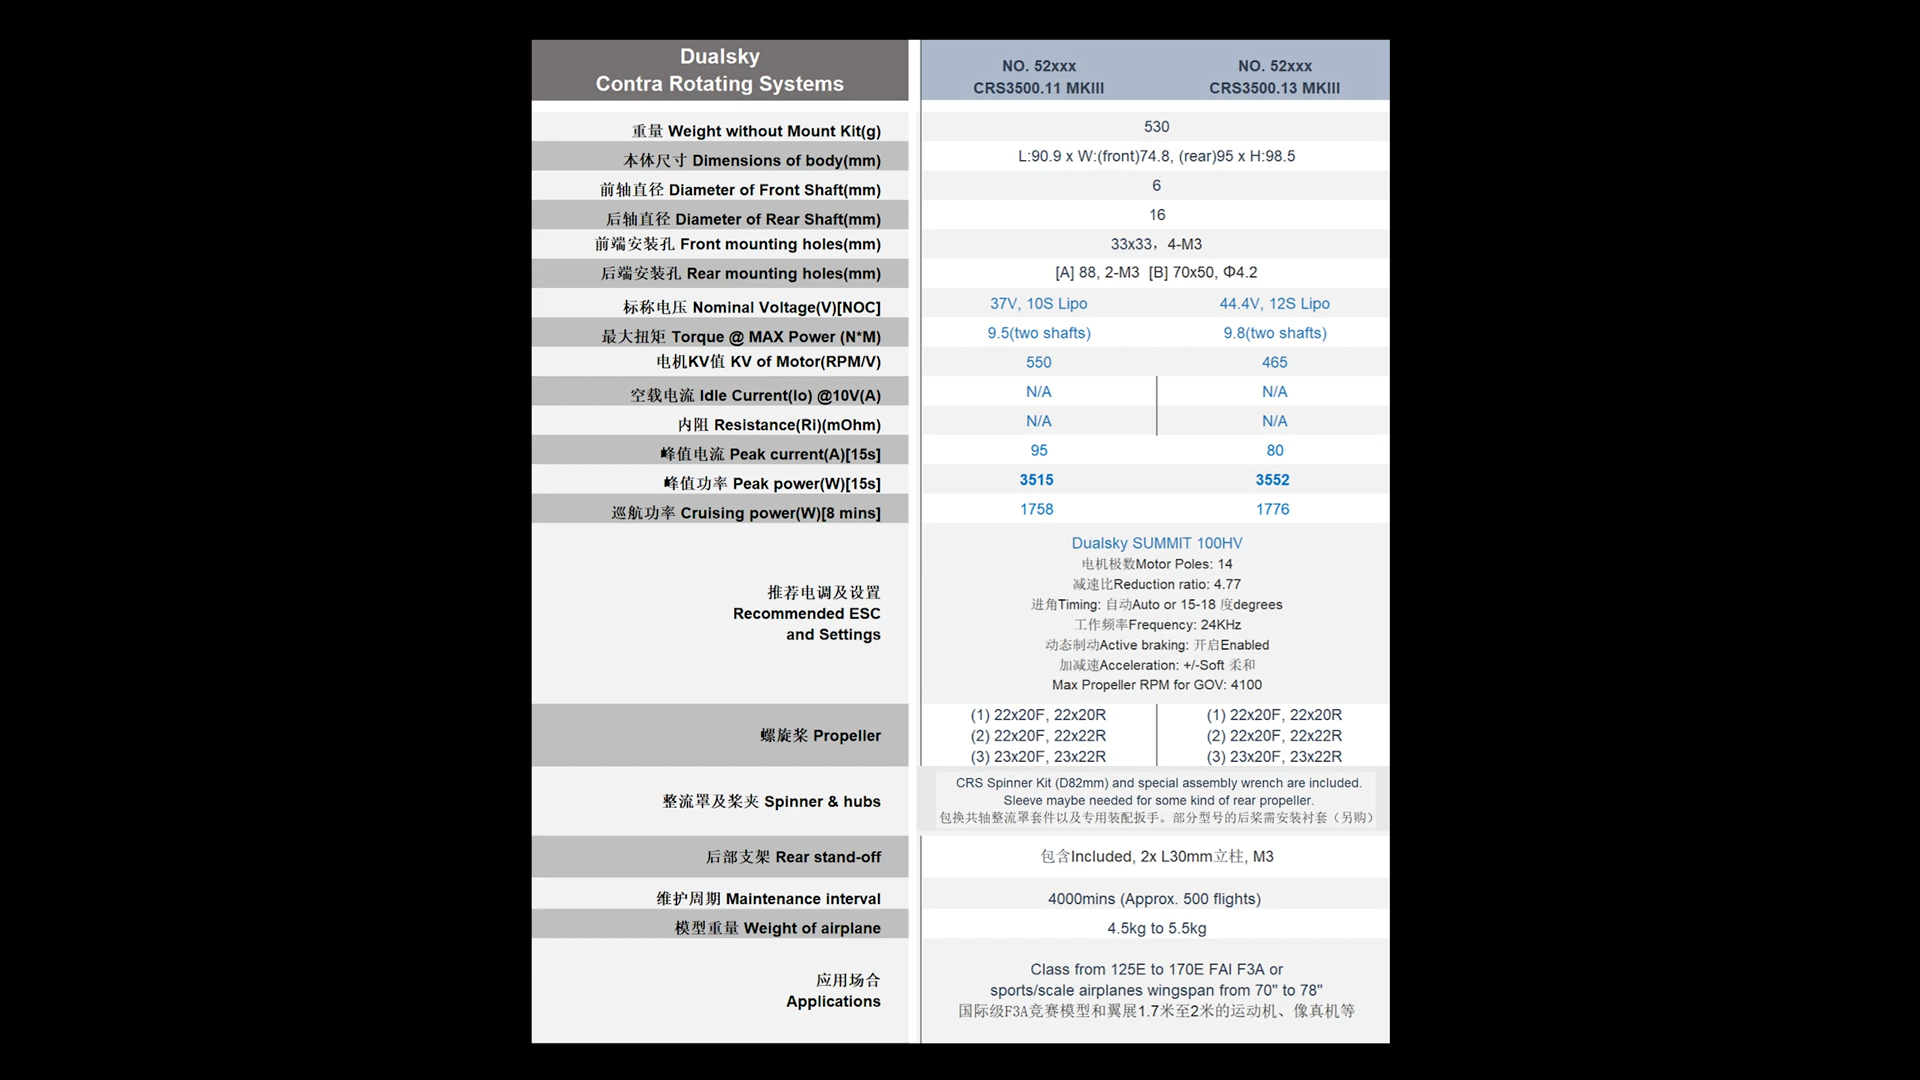 Dualsky
Contra Rotating Systems
NO. 52xxx NO. 52xxx
CRS3500.11 MKIII CRS3500.13 MKIII
重量 Weight without Mount Kit(g) 530
本体尺寸 Dimensions of body(mm) L:90.9 x W:(front)74.8, (rear)95 x H:98.5
前轴直径 Diameter of Front Shaft(mm) 6
后轴直径 Diameter of Rear Shaft(mm) 16
前端安装孔 Front mounting holes(mm) 33x33，4-M3
后端安装孔 Rear mounting holes(mm) [A] 88, 2-M3 [B] 70x50, Φ4.2
标称电压 Nominal Voltage(V)[NOC] 37V, 10S Lipo 44.4V, 12S Lipo
最大扭矩 Torque @ MAX Power (N*M) 9.5(two shafts) 9.8(two shafts)
电机KV值 KV of Motor(RPM/V) 550 465
空载电流 Idle Current(Io) @10V(A) N/A N/A
内阻 Resistance(Ri)(mOhm) N/A N/A
峰值电流 Peak current(A)[15s] 95 80
峰值功率 Peak power(W)[15s] 3515 3552
巡航功率 Cruising power(W)[8 mins] 1758 1776
推荐电调及设置
Recommended ESC
and Settings
Dualsky SUMMIT 100HV
电机极数Motor Poles: 14
减速比Reduction ratio: 4.77
进角Timing: 自动Auto or 15-18 度degrees
工作频率Frequency: 24KHz
动态制动Active braking: 开启Enabled
加减速Acceleration: +/-Soft 柔和
Max Propeller RPM for GOV: 4100
螺旋桨 Propeller
(1) 22x20F, 22x20R (1) 22x20F, 22x20R
(2) 22x20F, 22x22R (2) 22x20F, 22x22R
(3) 23x20F, 23x22R (3) 23x20F, 23x22R
整流罩及桨夹 Spinner & hubs
CRS Spinner Kit (D82mm) and special assembly wrench are included.
Sleeve maybe needed for some kind of rear propeller.
包换共轴整流罩套件以及专用装配扳手。部分型号的后桨需安装衬套（另购）
后部支架 Rear stand-off 包含Included, 2x L30mm立柱, M3
维护周期 Maintenance interval 4000mins (Approx. 500 flights)
模型重量 Weight of airplane 4.5kg to 5.5kg
应用场合
Applications
Class from 125E to 170E FAI F3A or
sports/scale airplanes wingspan from 70" to 78"
国际级F3A竞赛模型和翼展1.7米至2米的运动机、像真机等